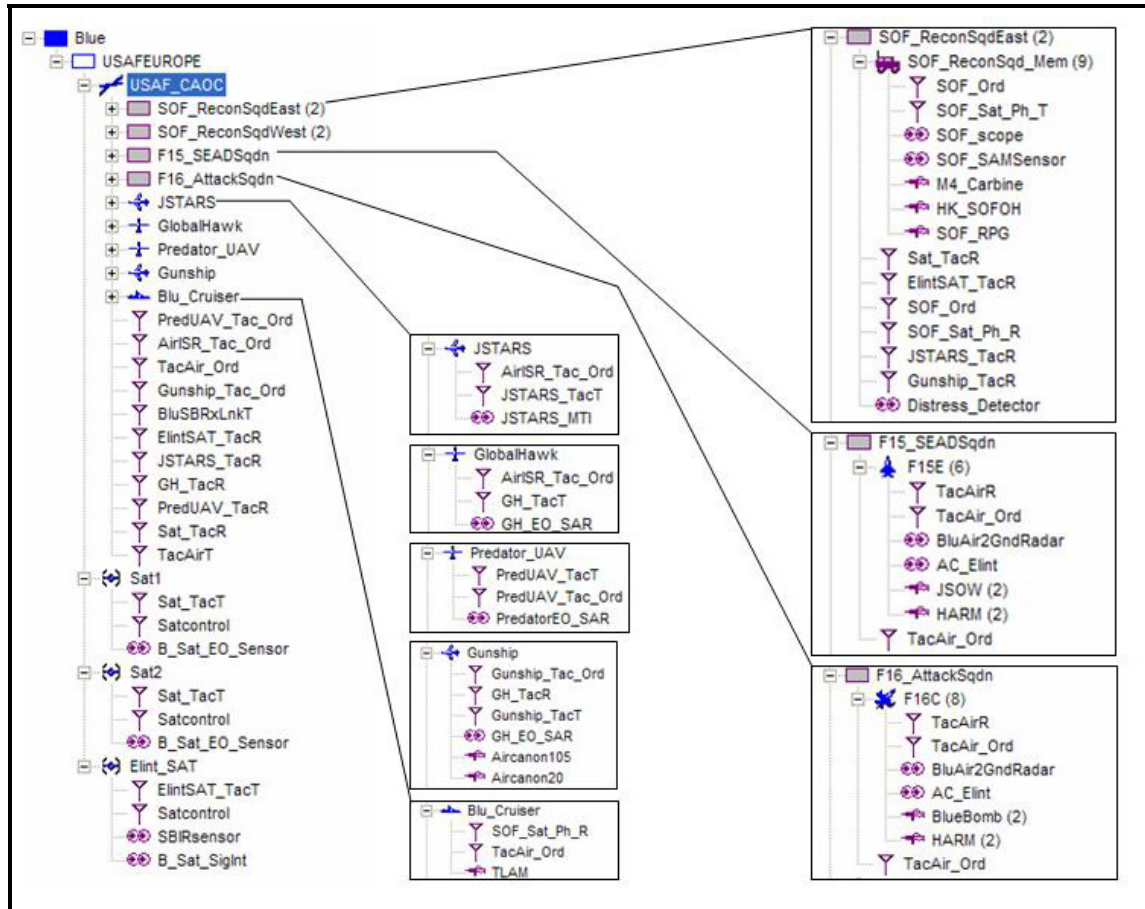 Blue
USAFEUROPE
USAF_CAOC
SOF_ReconSqdEast (2)
SOF_ReconSqdWest (2)
F15_SEADSqdn
F16_AttackSqdn
JSTARS
GlobalHawk
Predator_UAV
Gunship
Blu_Cruiser
PredUAV_Tac_Ord
AirISR_Tac_Ord
TacAir_Ord
Gunship_Tac_Ord
BluSBRxLnkT
ElintSAT_TacR
JSTARS_TacR
GH_TacR
PredUAV_TacR
Sat_TacR
TacAirT
Sat1
Sat_TacT
Satcontrol
B_Sat_EO_Sensor
Sat2
Sat_TacT
Satcontrol
B_Sat_EO_Sensor
Elint_SAT
ElintSAT_TacT
Satcontrol
SBIRsensor
B_Sat_SigInt
JSTARS
AirISR_Tac_Ord
JSTARS_TacT
JSTARS_MTI
GlobalHawk
AirISR_Tac_Ord
GH_TacT
GH_EO_SAR
Predator_UAV
PredUAV_TacT
PredUAV_Tac_Ord
PredatorEO_SAR
Gunship
Gunship_Tac_Ord
GH_TacR
Gunship_TacT
GH_EO_SAR
Aircanon105
Aircanon20
Blu_Cruiser
SOF_Sat_Ph_R
TacAir_Ord
TLAM
SOF_ReconSqdEast (2)
SOF_ReconSqd_Mem (9)
SOF_Ord
SOF_Sat_Ph_T
SOF_scope
SOF_SAMSensor
M4_Carbine
HK_SOFOH
SOF_RPG
Sat_TacR
ElintSAT_TacR
SOF_Ord
SOF_Sat_Ph_R
JSTARS_TacR
Gunship_TacR
Distress_Detector
F15_SEADSqdn
F15E (6)
TacAirR
TacAir_Ord
BluAir2GndRadar
AC_Elint
JSOW (2)
HARM (2)
TacAir_Ord
F16_AttackSqdn
F16C (8)
TacAirR
TacAir_Ord
BluAir2GndRadar
AC_Elint
BlueBomb (2)
HARM (2)
TacAir_Ord